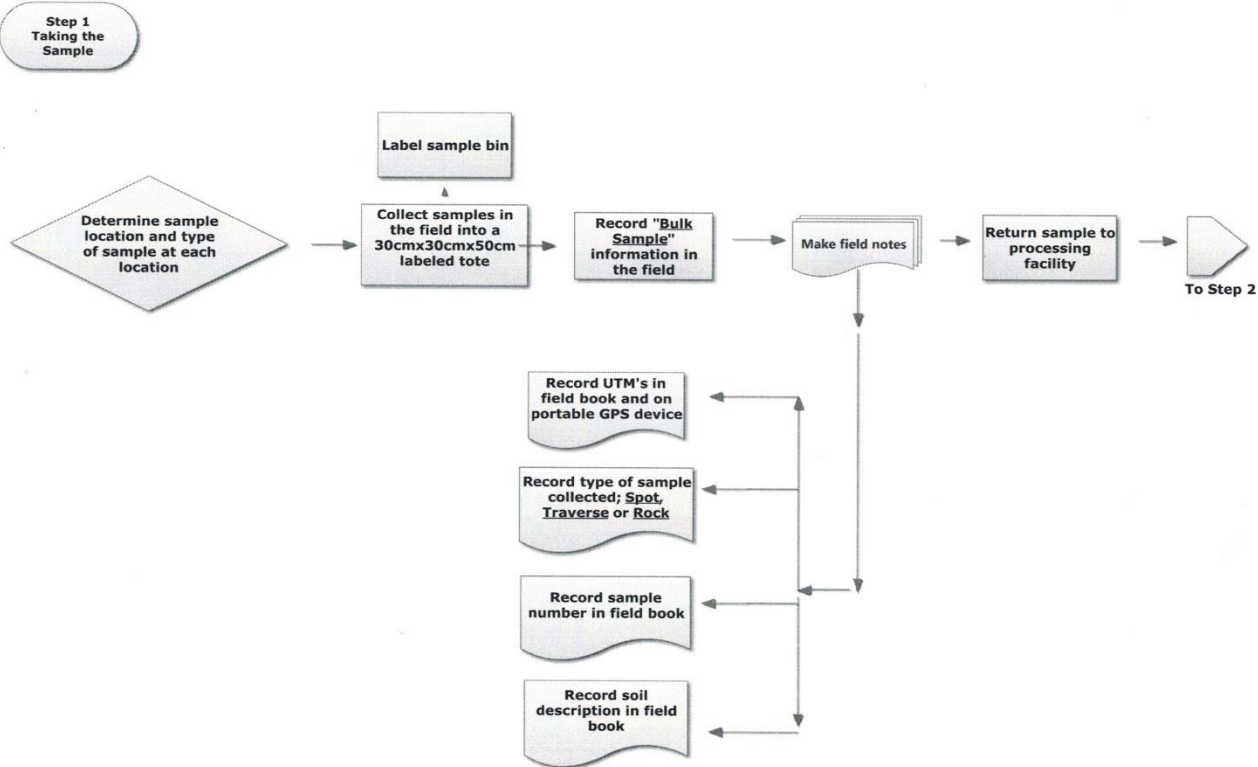 Step 1
Taking the
Sample
Label sample bin
Determine sample
location and type
of sample at each
location
Collect samples in
the field into a
30cmx30cmx50cm
labeled tote
Record "Bulk
Sample"
information in
the field
Make field notes
Return sample to
processing
facility
To Step 2
Record UTM's in
field book and on
portable GPS device
Record type of sample
collected; Spot,
Traverse or Rock
Record sample
number in field book
Record soil
description in field
book